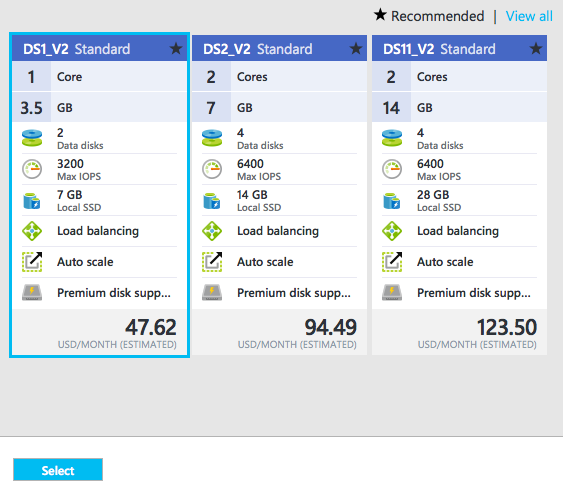 ★ Recommended | View all
DS1_V2 Standard ★
1 Core
3.5 GB
2
Data disks
3200
Max IOPS
7 GB
Local SSD
Load balancing
Auto scale
Premium disk supp...
47.62
USD/MONTH (ESTIMATED)
DS2_V2 Standard ★
2 Cores
7 GB
4
Data disks
6400
Max IOPS
14 GB
Local SSD
Load balancing
Auto scale
Premium disk supp...
94.49
USD/MONTH (ESTIMATED)
DS11_V2 Standard ★
2 Cores
14 GB
4
Data disks
6400
Max IOPS
28 GB
Local SSD
Load balancing
Auto scale
Premium disk supp...
123.50
USD/MONTH (ESTIMATED)
Select